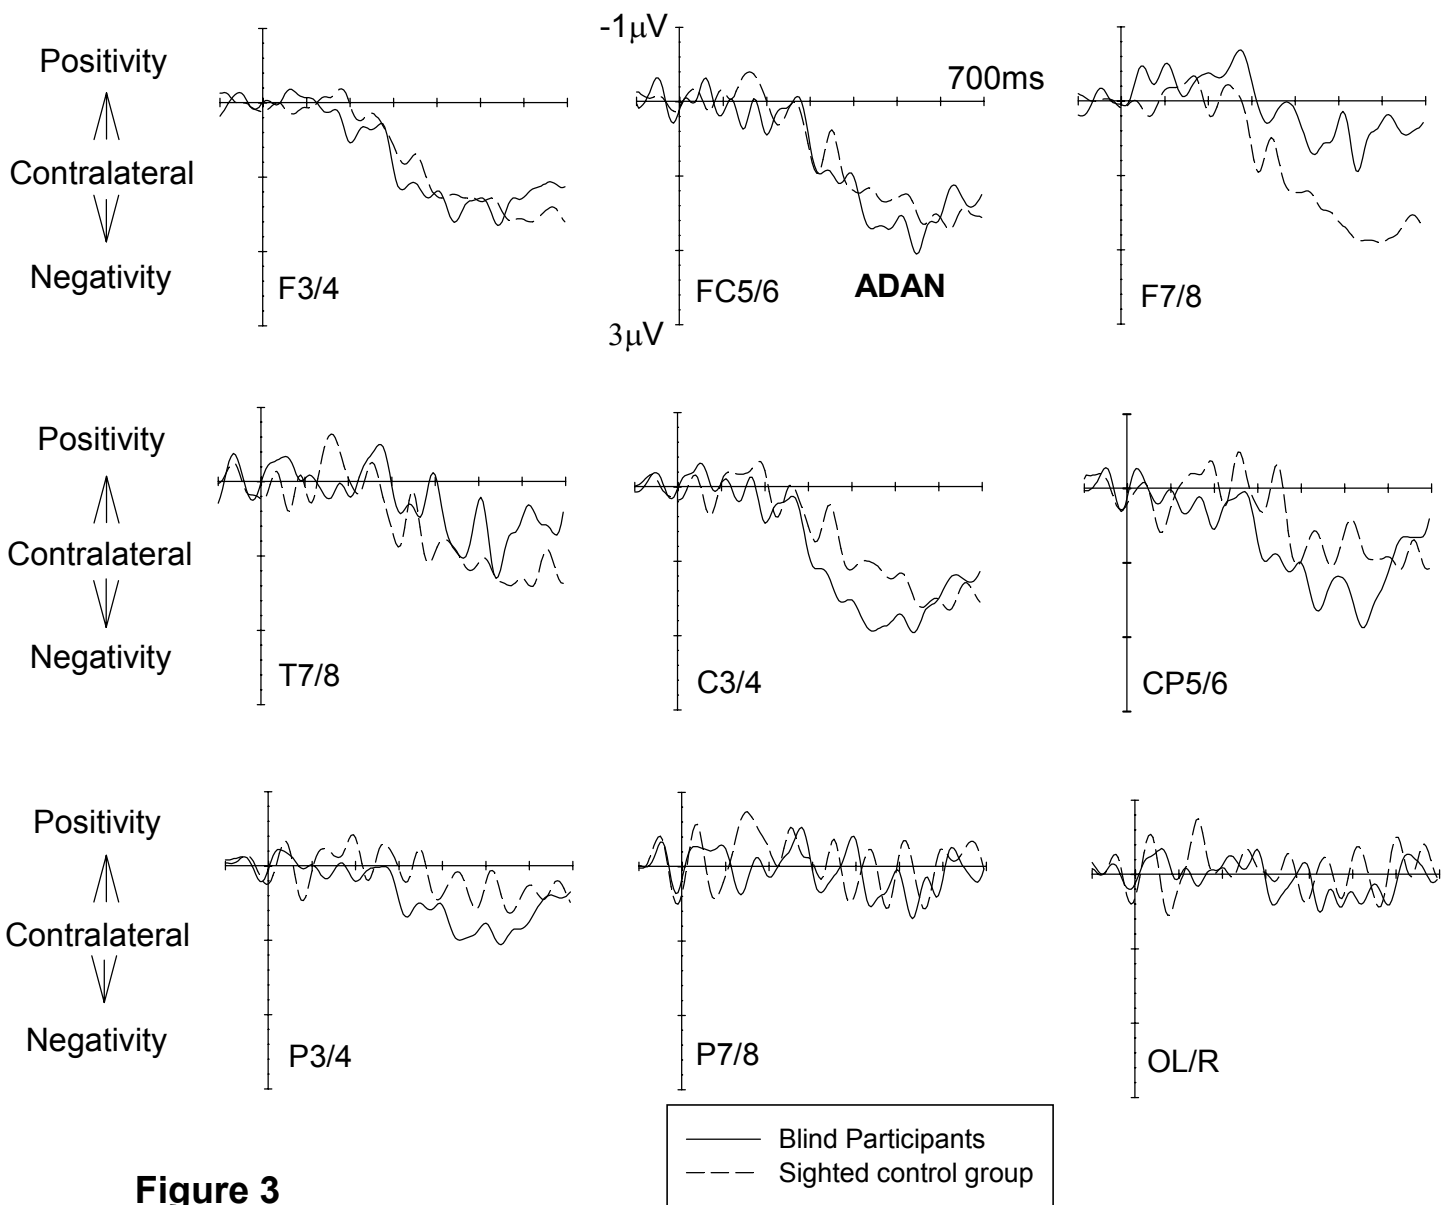 Positivity
Contralateral
Negativity
F3/4
-1μV
700ms
3μV
FC5/6
ADAN
F7/8
Positivity
Contralateral
Negativity
T7/8
C3/4
CP5/6
Positivity
Contralateral
Negativity
P3/4
P7/8
OL/R
Blind Participants
Sighted control group
Figure 3